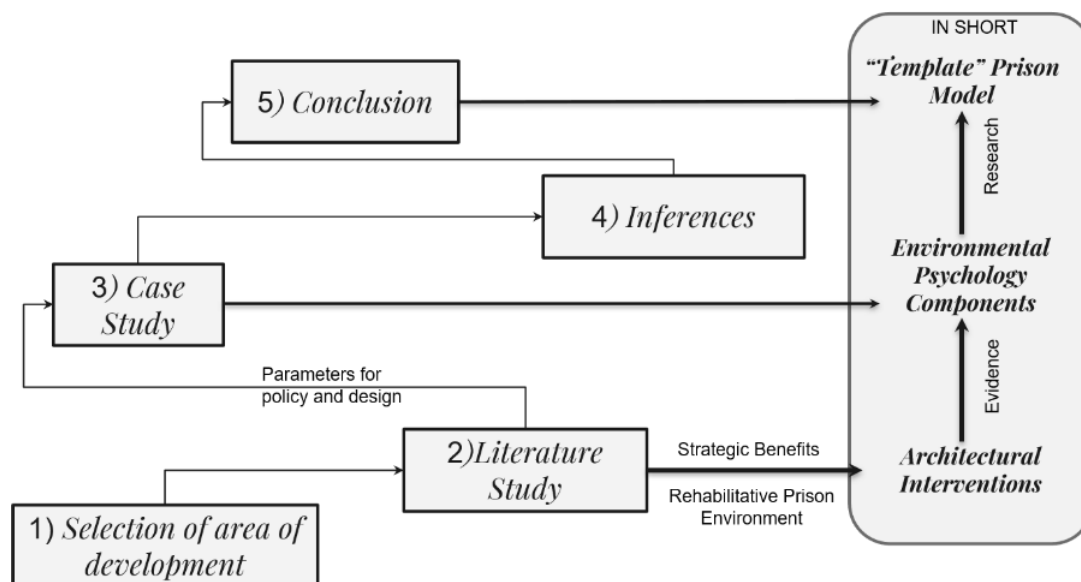 IN SHORT
“Template” Prison
Model
Research
Environmental
Psychology
Components
Evidence
Architectural
Interventions
5) Conclusion
4) Inferences
3) Case
Study
Parameters for
policy and design
2)Literature
Study
Strategic Benefits
Rehabilitative Prison
Environment
1) Selection of area of
development